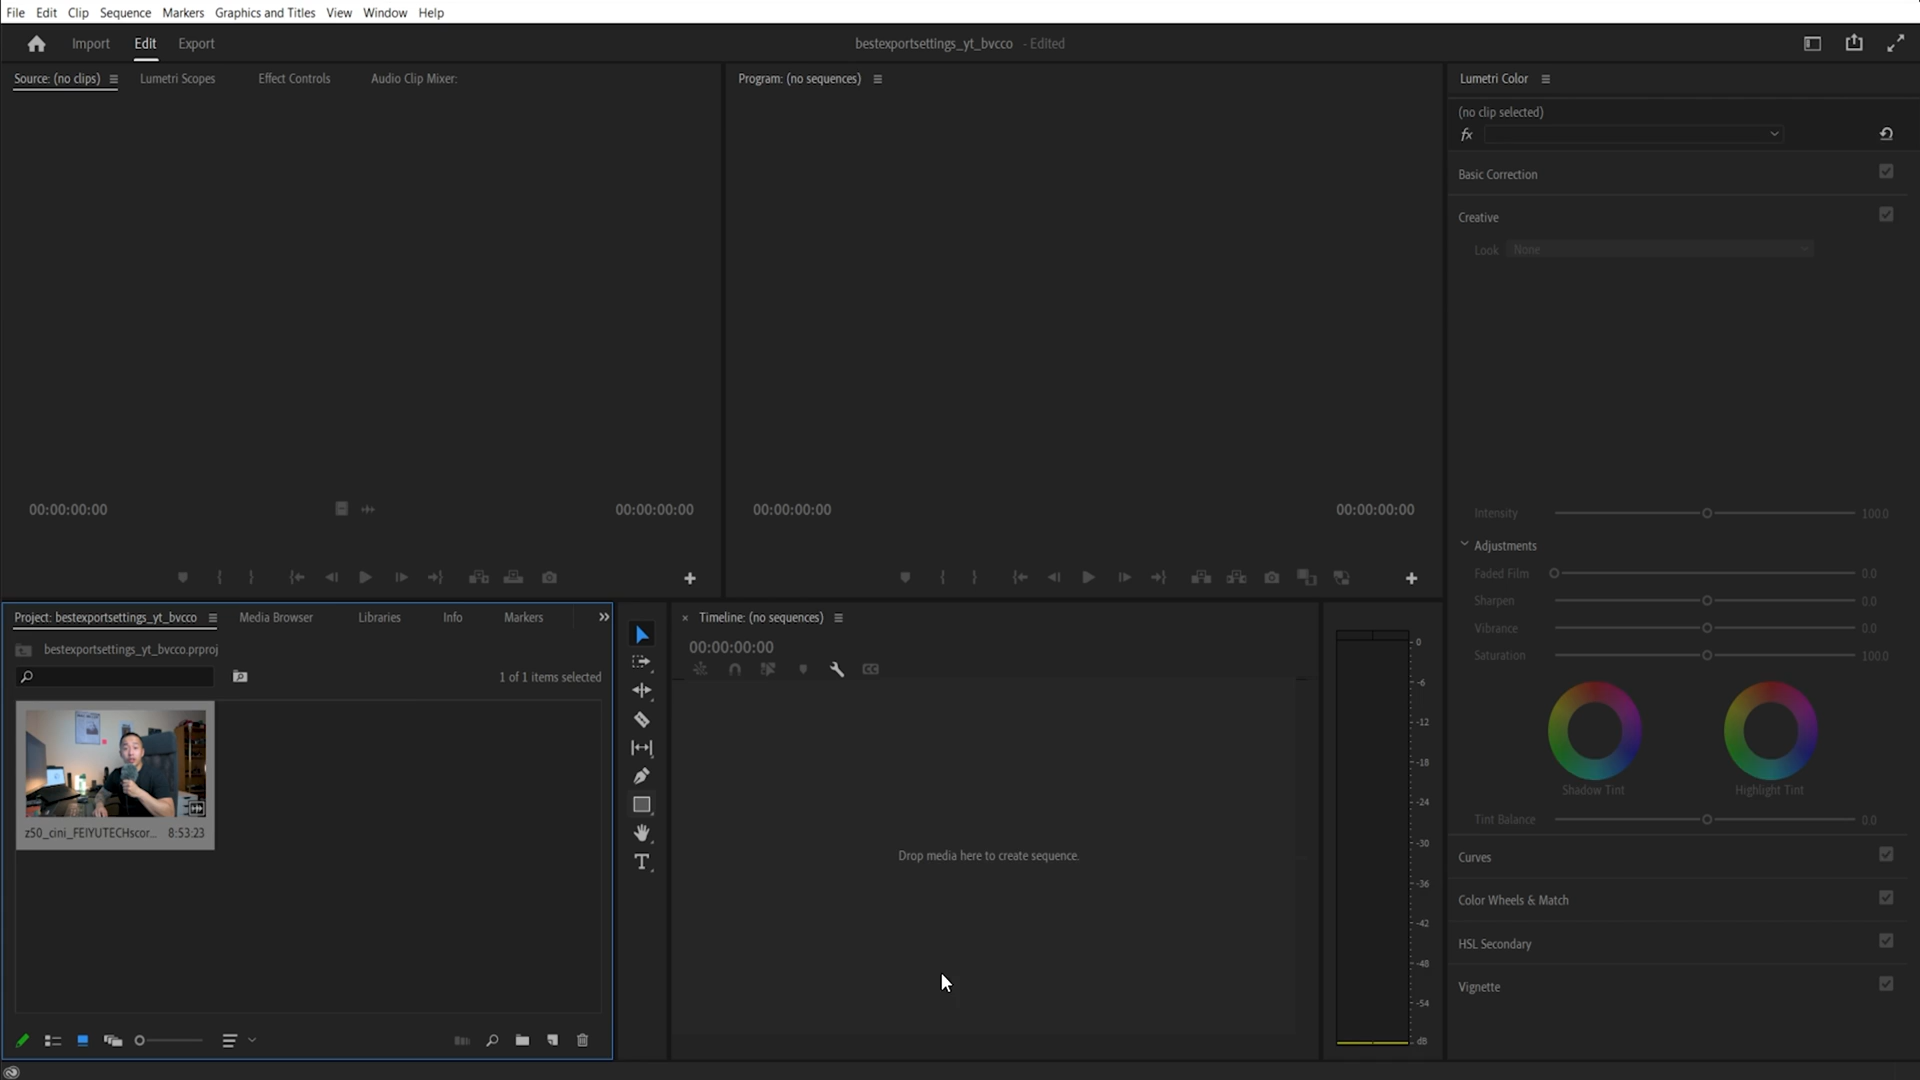 File Edit Clip Sequence Markers Graphics and Titles View Window Help
Import Edit Export
bestexportsettings_yt_bvcco - Edited
Source: (no clips) Lumetri Scopes Effect Controls Audio Clip Mixer:
Program: (no sequences)
Lumetri Color
(no clip selected)
fx
Basic Correction
Creative
Look None
00:00:00:00 00:00:00:00
00:00:00:00 00:00:00:00
Intensity 100.0
Adjustments
Faded Film 0.0
Sharpen 0.0
Vibrance 0.0
Saturation 100.0
Shadow Tint Highlight Tint
Tint Balance 0.0
Curves
Color Wheels & Match
HSL Secondary
Vignette
Project: bestexportsettings_yt_bvcco Media Browser Libraries Info Markers
bestexportsettings_yt_bvcco.prproj
1 of 1 items selected
z50_cini_FEIYUTECHscor... 8:53:23
T
× Timeline: (no sequences)
00:00:00:00
CC
Drop media here to create sequence.
0
-6
-12
-18
-24
-30
-36
-42
-48
-54
dB